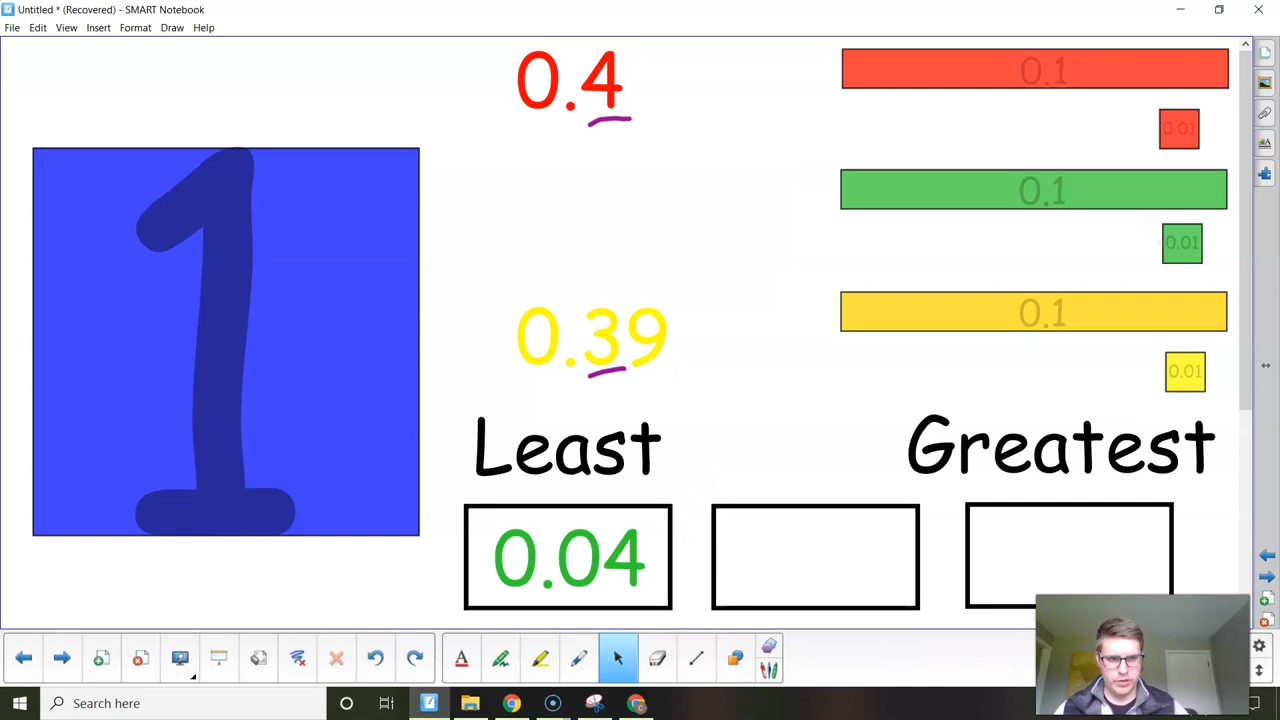 Untitled * (Recovered) - SMART Notebook
File Edit View Insert Format Draw Help
0.4
0.1
0.01
1
0.1
0.01
0.39
0.1
0.01
Least Greatest
0.04
Search here